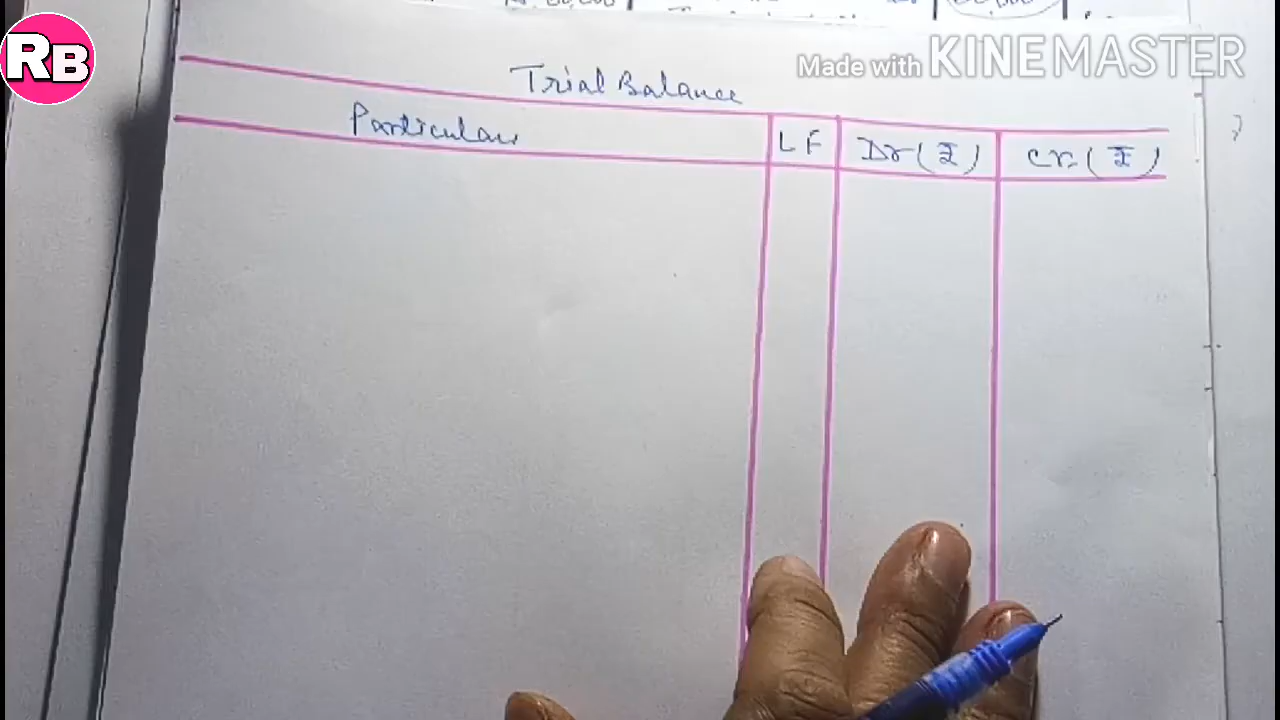 RB
Made with KINEMASTER
Trial Balance
Particulars
LF
Dr (₹)
Cr. (₹)